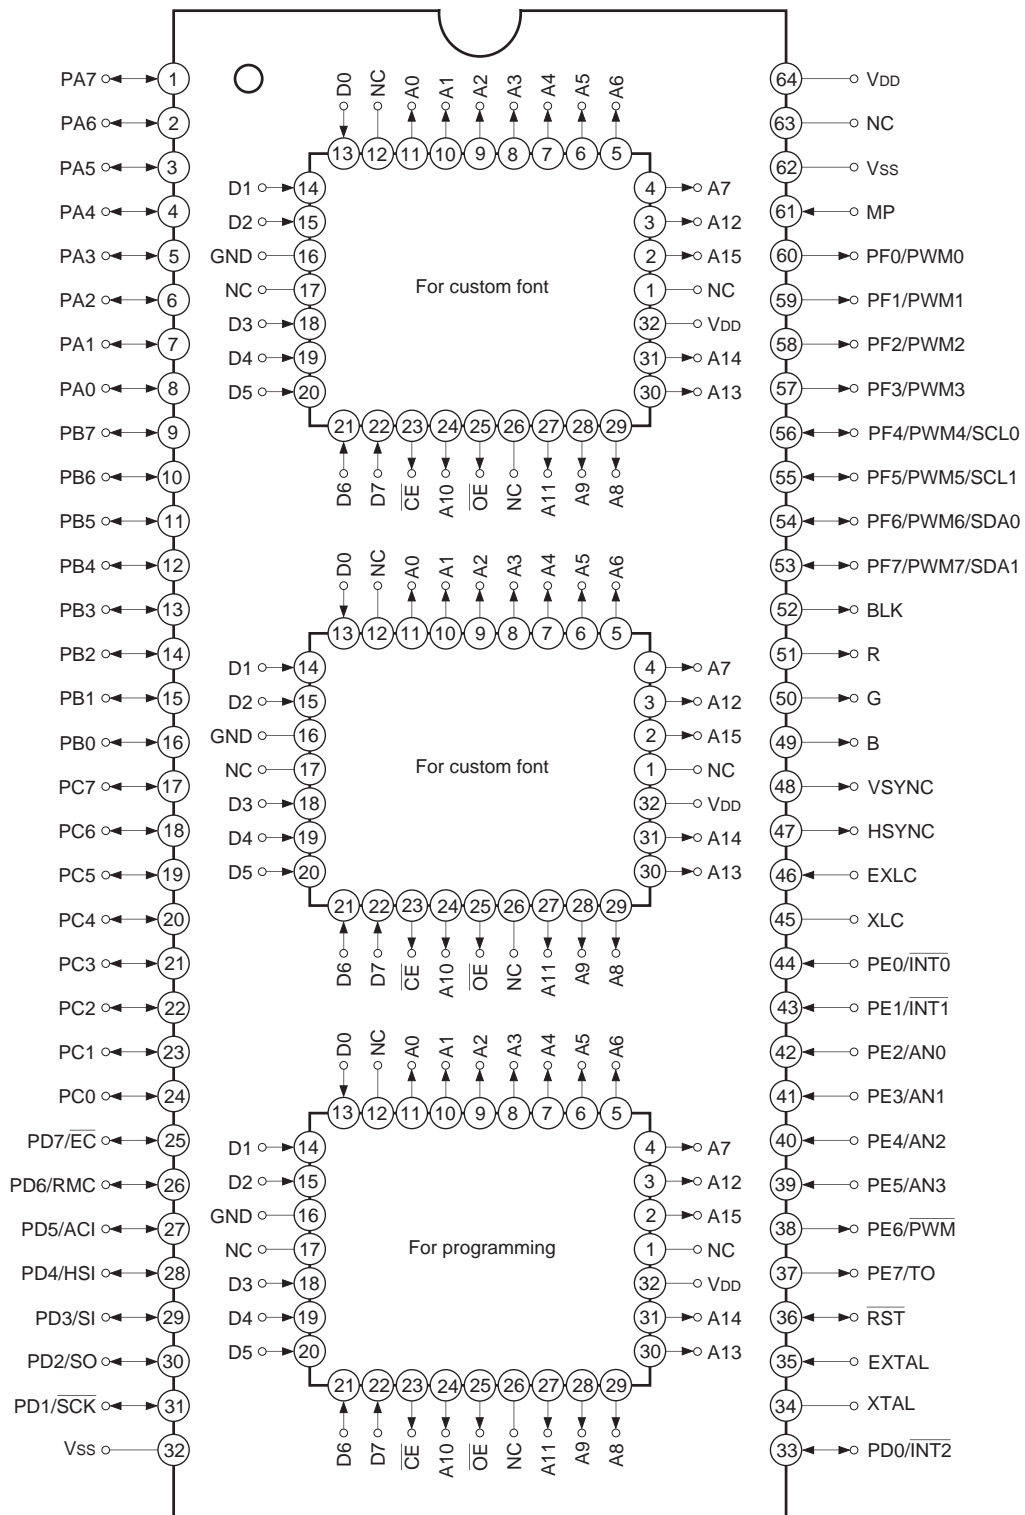 PA7 1
PA6 2
PA5 3
PA4 4
PA3 5
PA2 6
PA1 7
PA0 8
PB7 9
PB6 10
PB5 11
PB4 12
PB3 13
PB2 14
PB1 15
PB0 16
PC7 17
PC6 18
PC5 19
PC4 20
PC3 21
PC2 22
PC1 23
PC0 24
PD7/EC 25
PD6/RMC 26
PD5/ACI 27
PD4/HSI 28
PD3/SI 29
PD2/SO 30
PD1/SCK 31
Vss 32
D0 NC A0 A1 A2 A3 A4 A5 A6
13 12 11 10 9 8 7 6 5
D1 14
D2 15
GND 16
NC 17
D3 18
D4 19
D5 20
For custom font
4 A7
3 A12
2 A15
1 NC
32 VDD
31 A14
30 A13
21 22 23 24 25 26 27 28 29
D6 D7 CE A10 OE NC A11 A9 A8
D0 NC A0 A1 A2 A3 A4 A5 A6
13 12 11 10 9 8 7 6 5
D1 14
D2 15
GND 16
NC 17
D3 18
D4 19
D5 20
For custom font
4 A7
3 A12
2 A15
1 NC
32 VDD
31 A14
30 A13
21 22 23 24 25 26 27 28 29
D6 D7 CE A10 OE NC A11 A9 A8
D0 NC A0 A1 A2 A3 A4 A5 A6
13 12 11 10 9 8 7 6 5
D1 14
D2 15
GND 16
NC 17
D3 18
D4 19
D5 20
For programming
4 A7
3 A12
2 A15
1 NC
32 VDD
31 A14
30 A13
21 22 23 24 25 26 27 28 29
D6 D7 CE A10 OE NC A11 A9 A8
64 VDD
63 NC
62 Vss
61 MP
60 PF0/PWM0
59 PF1/PWM1
58 PF2/PWM2
57 PF3/PWM3
56 PF4/PWM4/SCL0
55 PF5/PWM5/SCL1
54 PF6/PWM6/SDA0
53 PF7/PWM7/SDA1
52 BLK
51 R
50 G
49 B
48 VSYNC
47 HSYNC
46 EXLC
45 XLC
44 PE0/INT0
43 PE1/INT1
42 PE2/AN0
41 PE3/AN1
40 PE4/AN2
39 PE5/AN3
38 PE6/PWM
37 PE7/TO
36 RST
35 EXTAL
34 XTAL
33 PD0/INT2